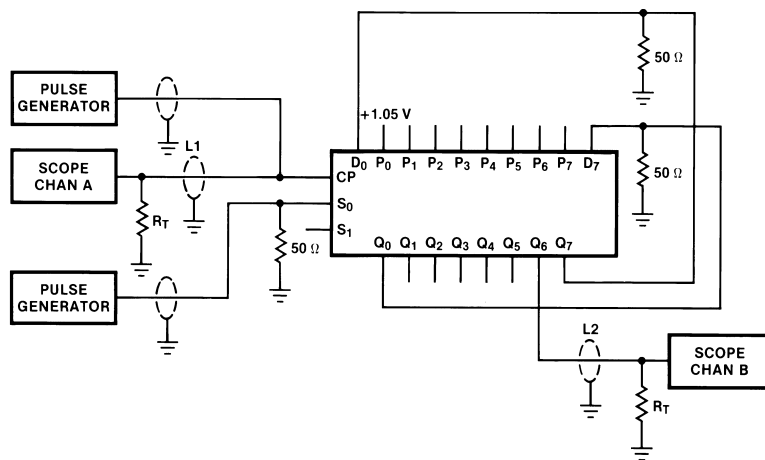 PULSE
GENERATOR
SCOPE
CHAN A
PULSE
GENERATOR
L1
R_T
50 Ω
+1.05 V
D₀ P₀ P₁ P₂ P₃ P₄ P₅ P₆ P₇ D₇
CP
S₀
S₁
Q₀ Q₁ Q₂ Q₃ Q₄ Q₅ Q₆ Q₇
50 Ω
50 Ω
L2
R_T
SCOPE
CHAN B